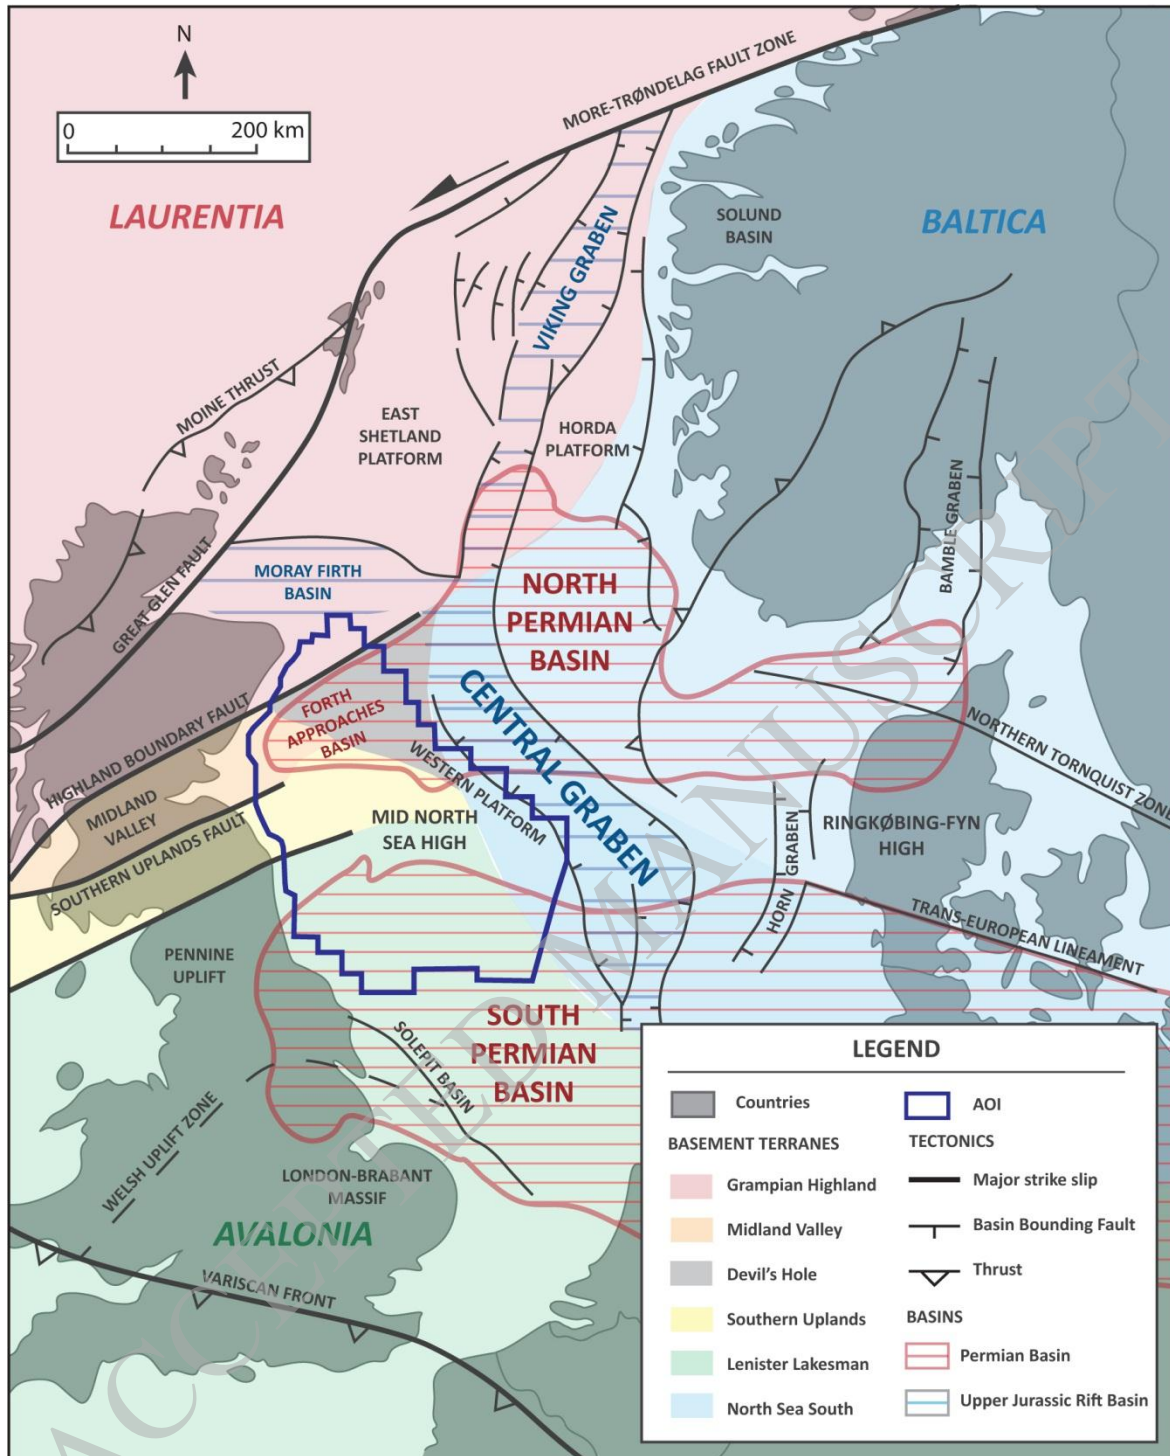 N
0 200 km
MORE-TRØNDELAG FAULT ZONE
LAURENTIA
BALTICA
SOLUND
BASIN
VIKING GRABEN
MOINE THRUST
EAST
SHETLAND
PLATFORM
HORDA
PLATFORM
BAMBLE GRABEN
GREAT GLEN FAULT
MORAY FIRTH
BASIN
NORTH
PERMIAN
BASIN
HIGHLAND BOUNDARY FAULT
FORTH
APPROACHES
BASIN
CENTRAL GRABEN
WESTERN PLATFORM
NORTHERN TORNQUIST ZONE
MIDLAND
VALLEY
SOUTHERN UPLANDS FAULT
MID NORTH
SEA HIGH
HORN GRABEN
RINGKØBING-FYN
HIGH
TRANS-EUROPEAN LINEAMENT
PENNINE
UPLIFT
SOUTH
PERMIAN
BASIN
SOLEPIT BASIN
WELSH UPLIFT ZONE
LONDON-BRABANT
MASSIF
AVALONIA
VARISCAN FRONT
LEGEND
Countries
AOI
BASEMENT TERRANES
Grampian Highland
Midland Valley
Devil's Hole
Southern Uplands
Lenister Lakesman
North Sea South
TECTONICS
Major strike slip
Basin Bounding Fault
Thrust
BASINS
Permian Basin
Upper Jurassic Rift Basin
ACCEPTED MANUSCRIPT